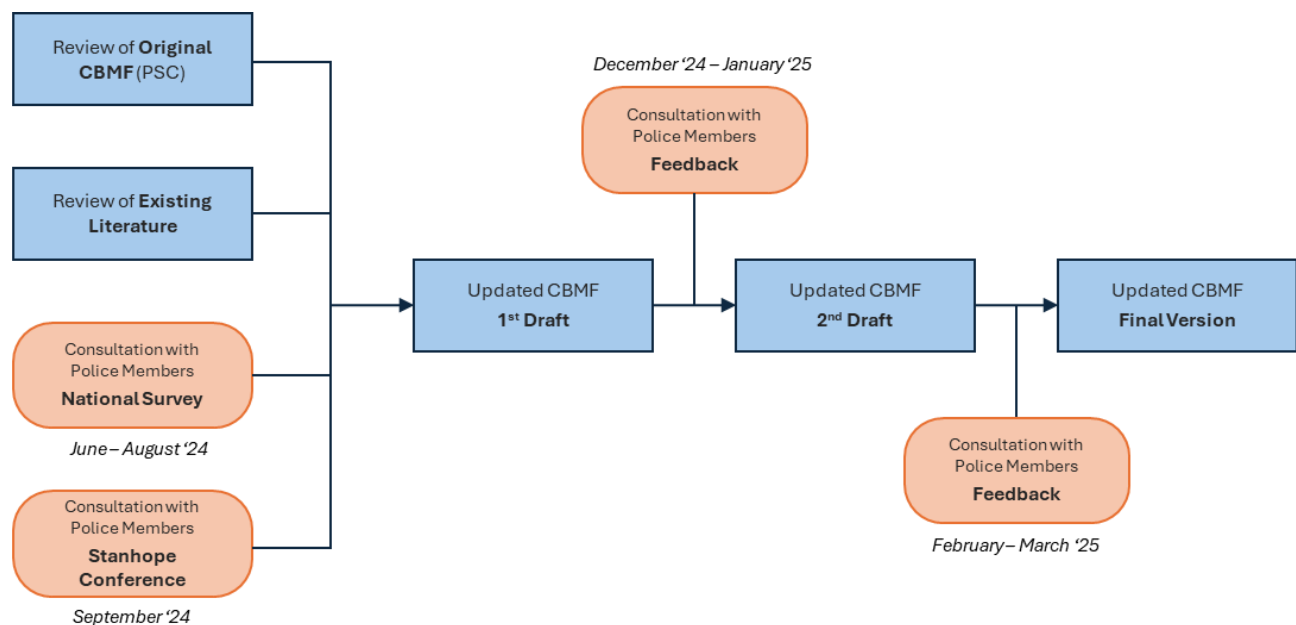 Review of Original
CBMF (PSC)
Review of Existing
Literature
Consultation with
Police Members
National Survey
June – August ‘24
Consultation with
Police Members
Stanhope
Conference
September ‘24
Updated CBMF
1st Draft
December ‘24 – January ‘25
Consultation with
Police Members
Feedback
Updated CBMF
2nd Draft
Consultation with
Police Members
Feedback
February – March ‘25
Updated CBMF
Final Version